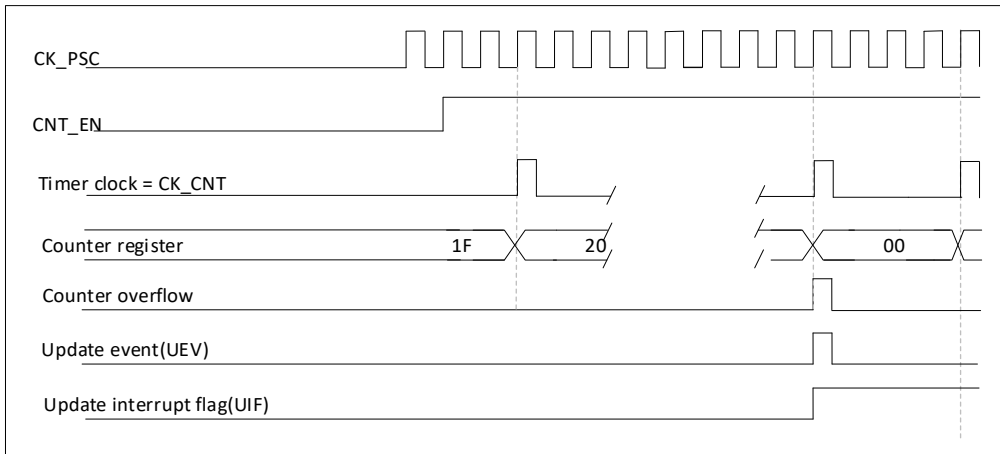 CK_PSC
CNT_EN
Timer clock = CK_CNT
Counter register 1F 20 00
Counter overflow
Update event(UEV)
Update interrupt flag(UIF)